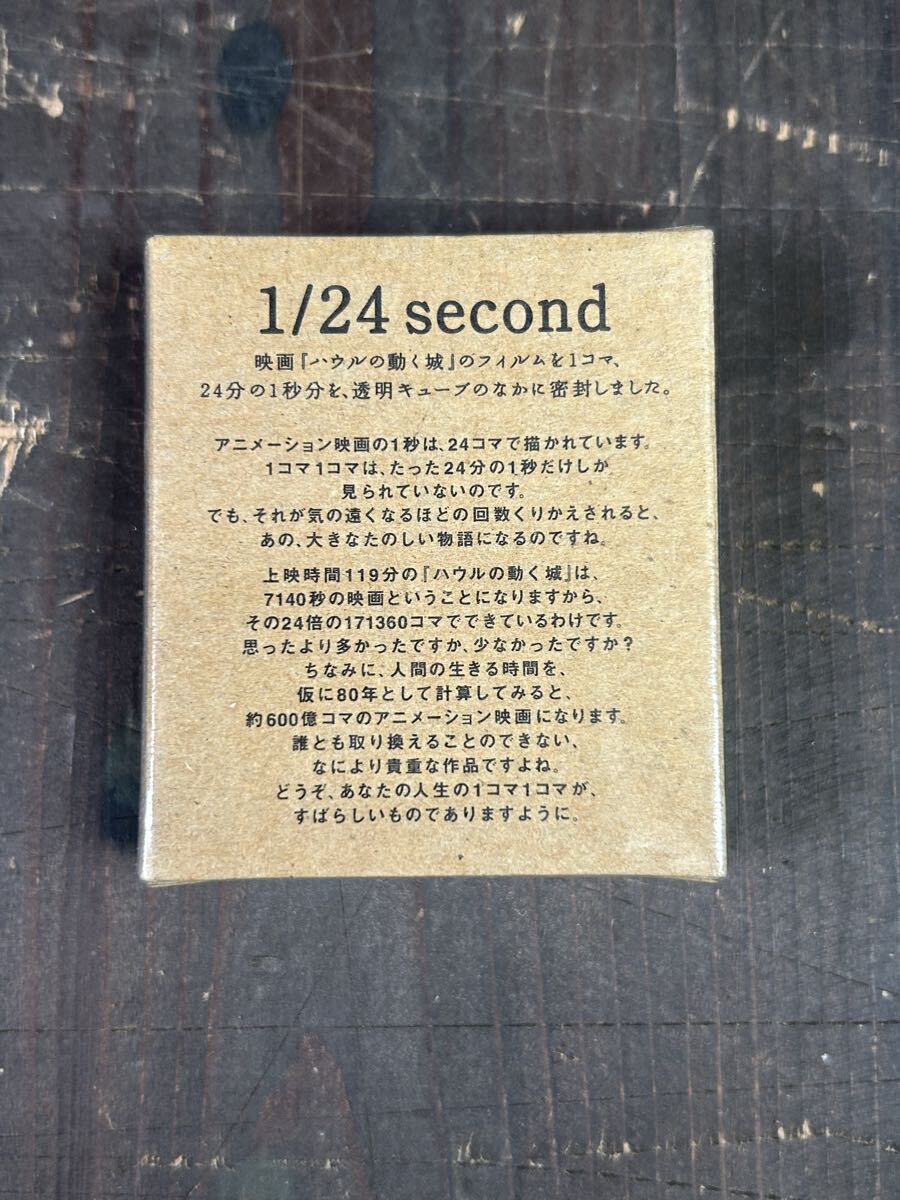 1/24 second
映画『ハウルの動く城』のフィルムを1コマ、
24分の1秒分を、透明キューブのなかに密封しました。
アニメーション映画の1秒は、24コマで描かれています。
1コマ1コマは、たった24分の1秒だけしか
見られていないのです。
でも、それが気の遠くなるほどの回数くりかえされると、
あの、大きなたのしい物語になるのですね。
上映時間119分の『ハウルの動く城』は、
7140秒の映画ということになりますから、
その24倍の171360コマでできているわけです。
思ったより多かったですか、少なかったですか？
ちなみに、人間の生きる時間を、
仮に80年として計算してみると、
約600億コマのアニメーション映画になります。
誰とも取り換えることのできない、
なにより貴重な作品ですよね。
どうぞ、あなたの人生の1コマ1コマが、
すばらしいものでありますように。